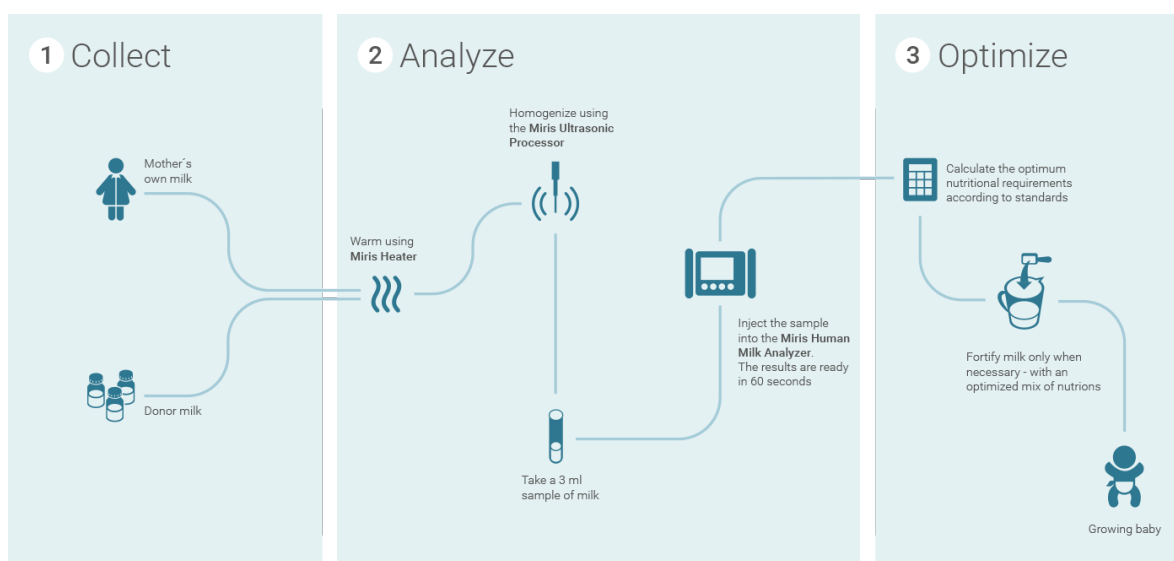 1 Collect
Mother´s
own milk
Donor milk
2 Analyze
Warm using
Miris Heater
Homogenize using
the Miris Ultrasonic
Processor
Take a 3 ml
sample of milk
Inject the sample
into the Miris Human
Milk Analyzer.
The results are ready
in 60 seconds
3 Optimize
Calculate the optimum
nutritional requirements
according to standards
Fortify milk only when
necessary - with an
optimized mix of nutrions
Growing baby